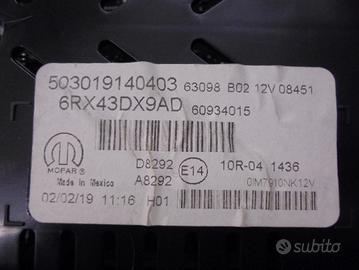 503019140403 63098 B02 12V 08451
6RX43DX9AD 60934015
MOPAR
D8292 E14 10R-04 1436
Made in Mexico A8292 0IM7910NK12V
02/02/19 11:16 H01
subito